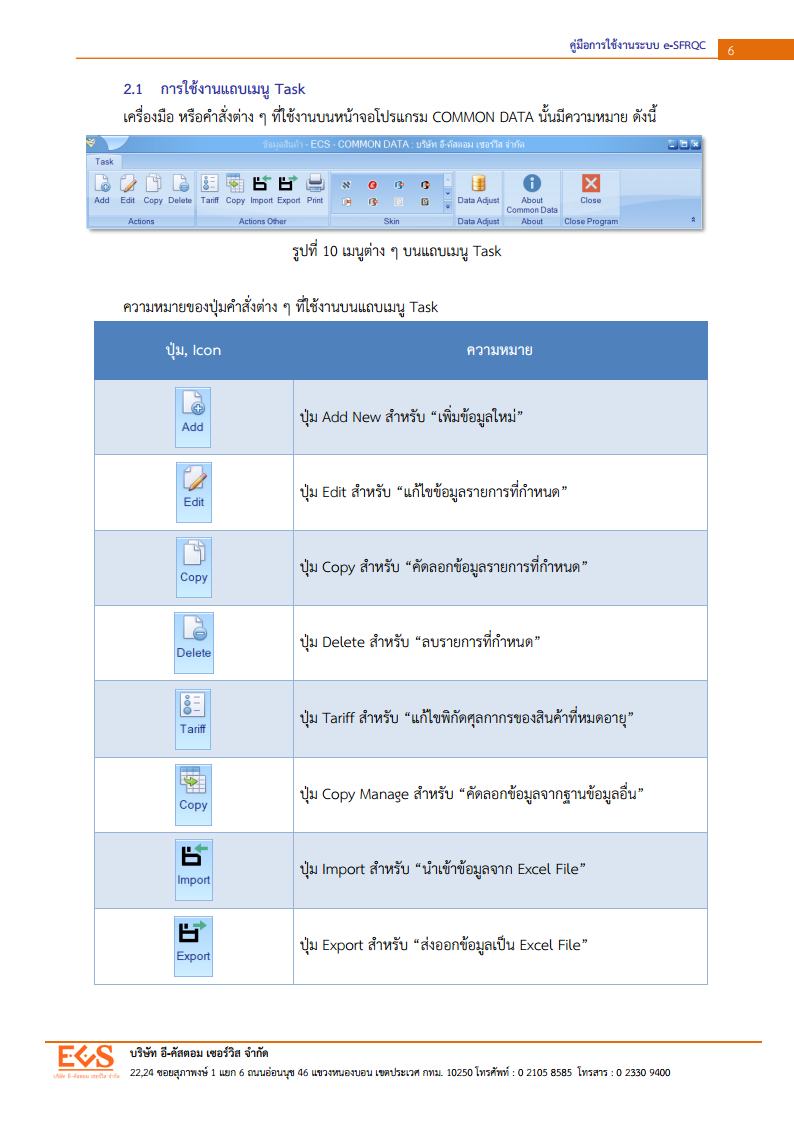 คู่มือการใช้งานระบบ e-SFRQC 6
2.1 การใช้งานแถบเมนู Task
เครื่องมือ หรือคำสั่งต่าง ๆ ที่ใช้งานบนหน้าจอโปรแกรม COMMON DATA นั้นมีความหมาย ดังนี้
ข้อมูลสินค้า - ECS - COMMON DATA : บริษัท อี-คัสตอม เซอร์วิส จำกัด
Task
Add Edit Copy Delete Tariff Copy Import Export Print Data Adjust About Common Data Close
Actions Actions Other Skin Data Adjust About Close Program
รูปที่ 10 เมนูต่าง ๆ บนแถบเมนู Task
ความหมายของปุ่มคำสั่งต่าง ๆ ที่ใช้งานบนแถบเมนู Task
ปุ่ม, Icon ความหมาย
Add ปุ่ม Add New สำหรับ “เพิ่มข้อมูลใหม่”
Edit ปุ่ม Edit สำหรับ “แก้ไขข้อมูลรายการที่กำหนด”
Copy ปุ่ม Copy สำหรับ “คัดลอกข้อมูลรายการที่กำหนด”
Delete ปุ่ม Delete สำหรับ “ลบรายการที่กำหนด”
Tariff ปุ่ม Tariff สำหรับ “แก้ไขพิกัดศุลกากรของสินค้าที่หมดอายุ”
Copy ปุ่ม Copy Manage สำหรับ “คัดลอกข้อมูลจากฐานข้อมูลอื่น”
Import ปุ่ม Import สำหรับ “นำเข้าข้อมูลจาก Excel File”
Export ปุ่ม Export สำหรับ “ส่งออกข้อมูลเป็น Excel File”
ECS
บริษัท อี-คัสตอม เซอร์วิส จำกัด
บริษัท อี-คัสตอม เซอร์วิส จำกัด
22,24 ซอยสุภาพงษ์ 1 แยก 6 ถนนอ่อนนุช 46 แขวงหนองบอน เขตประเวศ กทม. 10250 โทรศัพท์ : 0 2105 8585 โทรสาร : 0 2330 9400